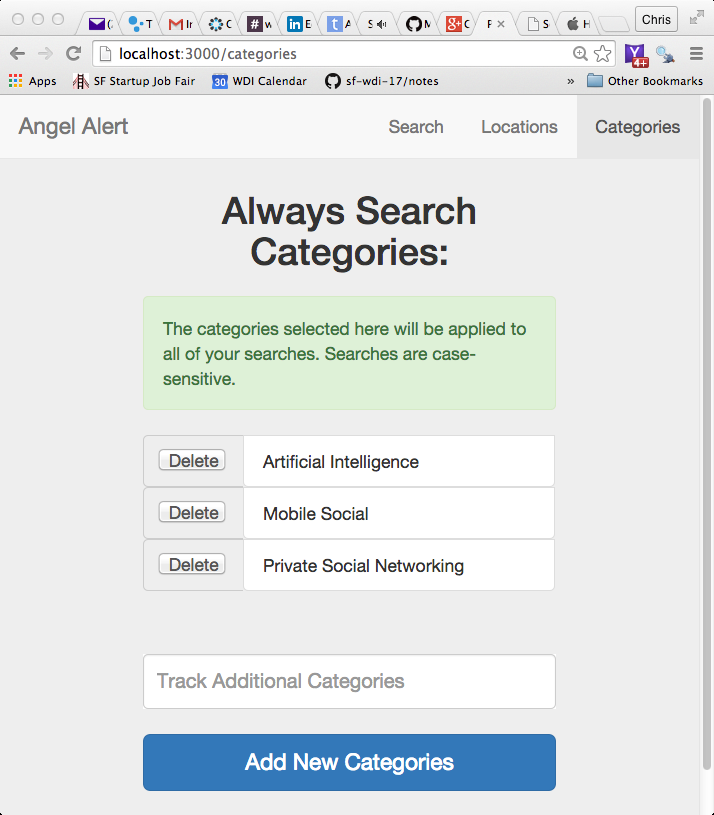 Chris
localhost:3000/categories
Apps SF Startup Job Fair WDI Calendar sf-wdi-17/notes » Other Bookmarks
Angel Alert Search Locations Categories
Always Search
Categories:
The categories selected here will be applied to
all of your searches. Searches are case-
sensitive.
Delete Artificial Intelligence
Delete Mobile Social
Delete Private Social Networking
Track Additional Categories
Add New Categories